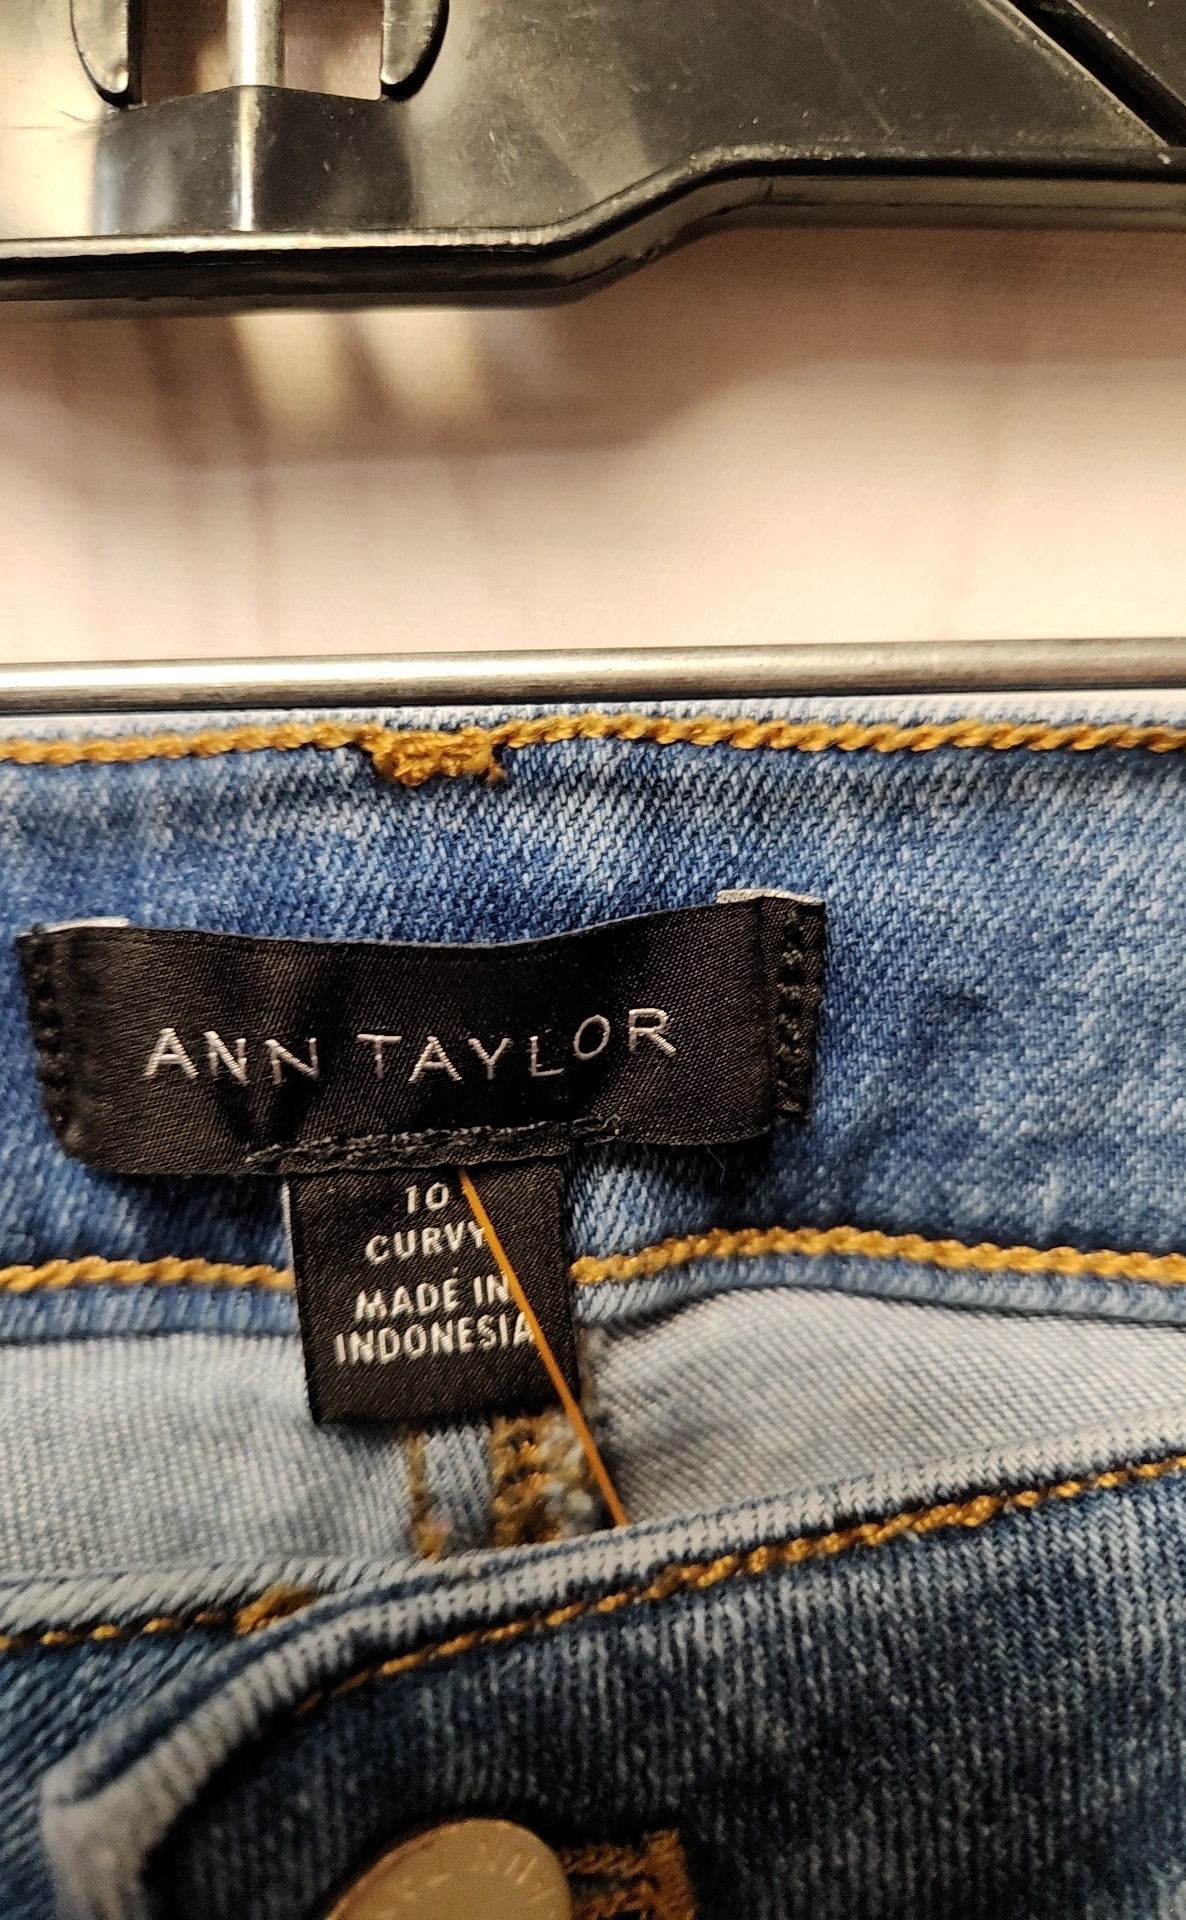 ANN TAYLOR
10
CURVY
MADE IN
INDONESIA